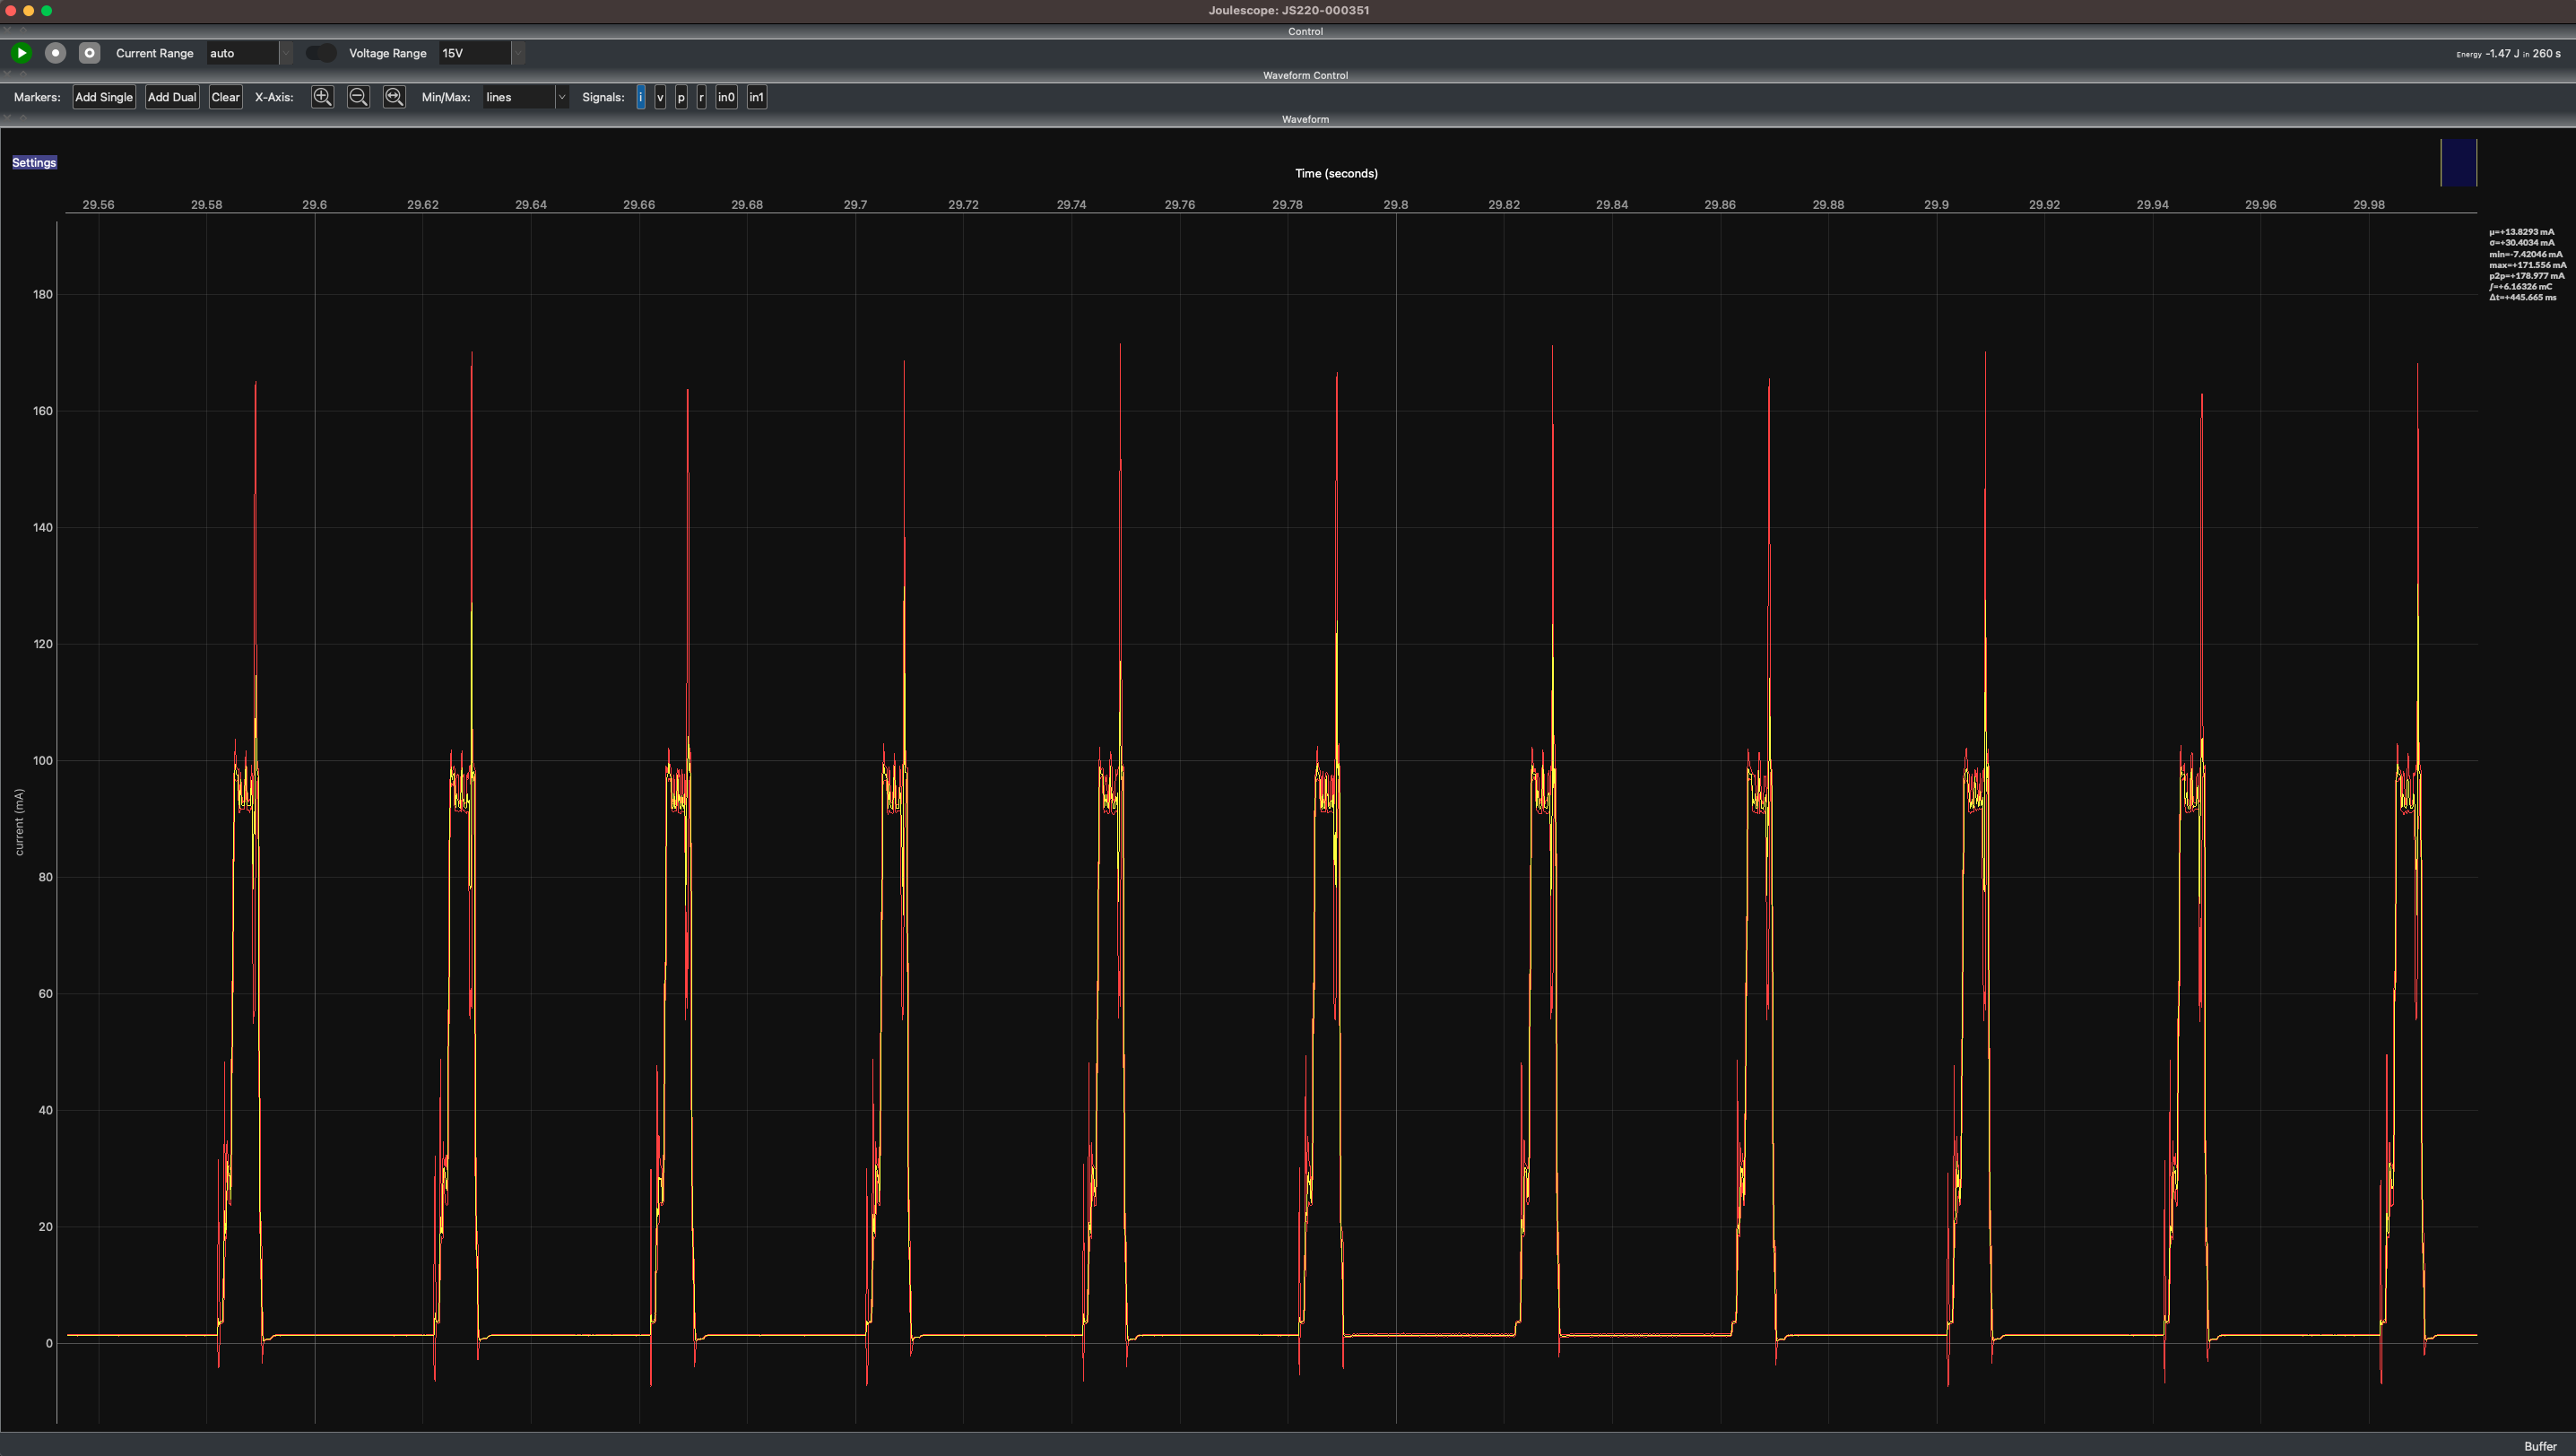 Joulescope: JS220-000351
Control
Current Range auto Voltage Range 15V Energy -1.47 J in 260 s
Waveform Control
Markers: Add Single Add Dual Clear X-Axis: Min/Max: lines Signals: i v p r in0 in1
Waveform
Settings
Time (seconds)
29.56 29.58 29.6 29.62 29.64 29.66 29.68 29.7 29.72 29.74 29.76 29.78 29.8 29.82 29.84 29.86 29.88 29.9 29.92 29.94 29.96 29.98
μ=+13.8293 mA
σ=+30.4034 mA
min=-7.42046 mA
max=+171.556 mA
p2p=+178.977 mA
∫=+6.16326 mC
Δt=+445.665 ms
180
160
140
120
100
80
60
40
20
0
current (mA)
Buffer